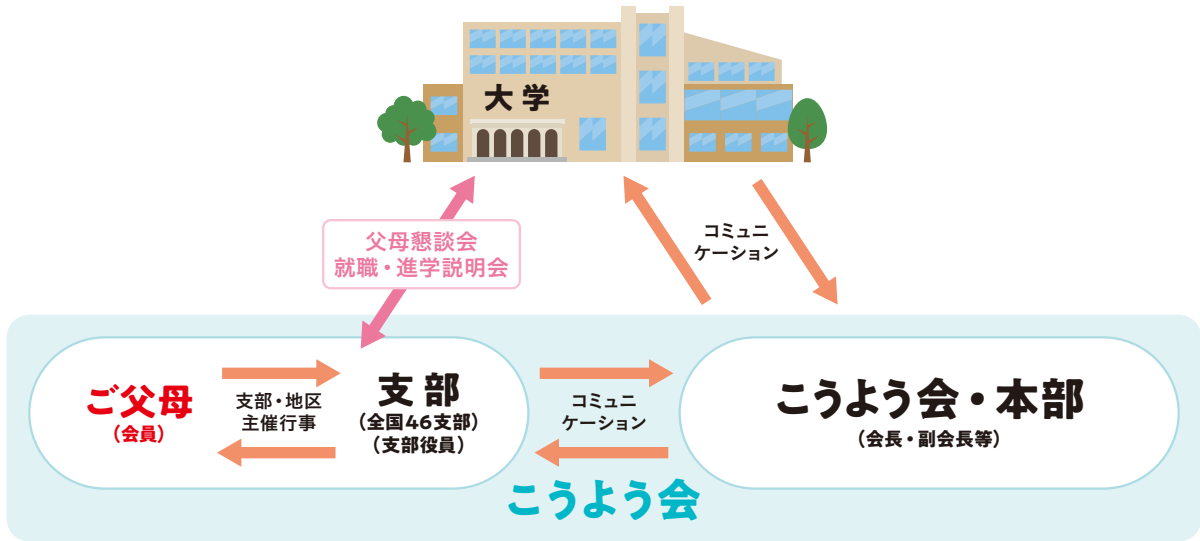 大学
父母懇談会
就職・進学説明会
コミュニ
ケーション
ご父母
（会員）
支部・地区
主催行事
支部
（全国46支部）
（支部役員）
コミュニ
ケーション
こうよう会・本部
（会長・副会長等）
こうよう会